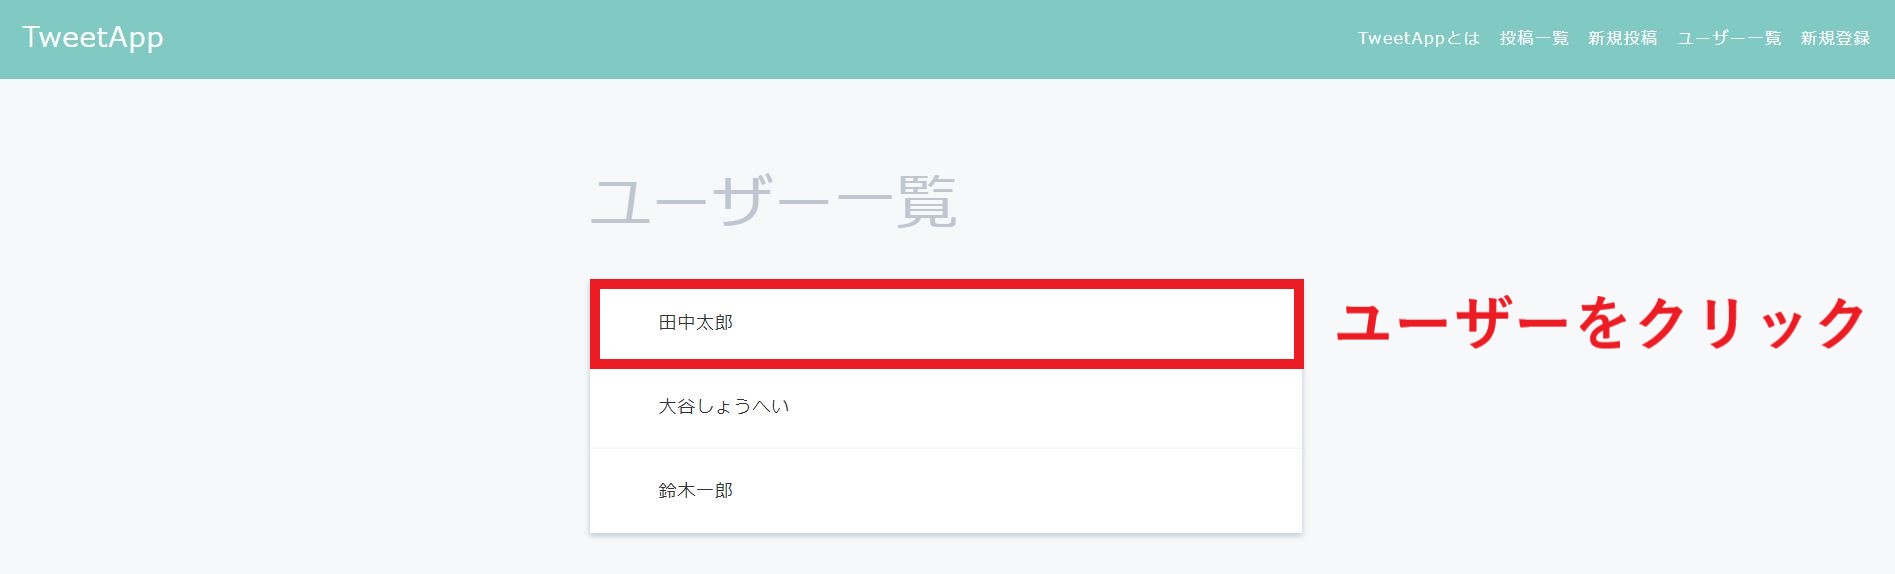 TweetApp
TweetAppとは 投稿一覧 新規投稿 ユーザー一覧 新規登録
ユーザー一覧
田中太郎
ユーザーをクリック
大谷しょうへい
鈴木一郎